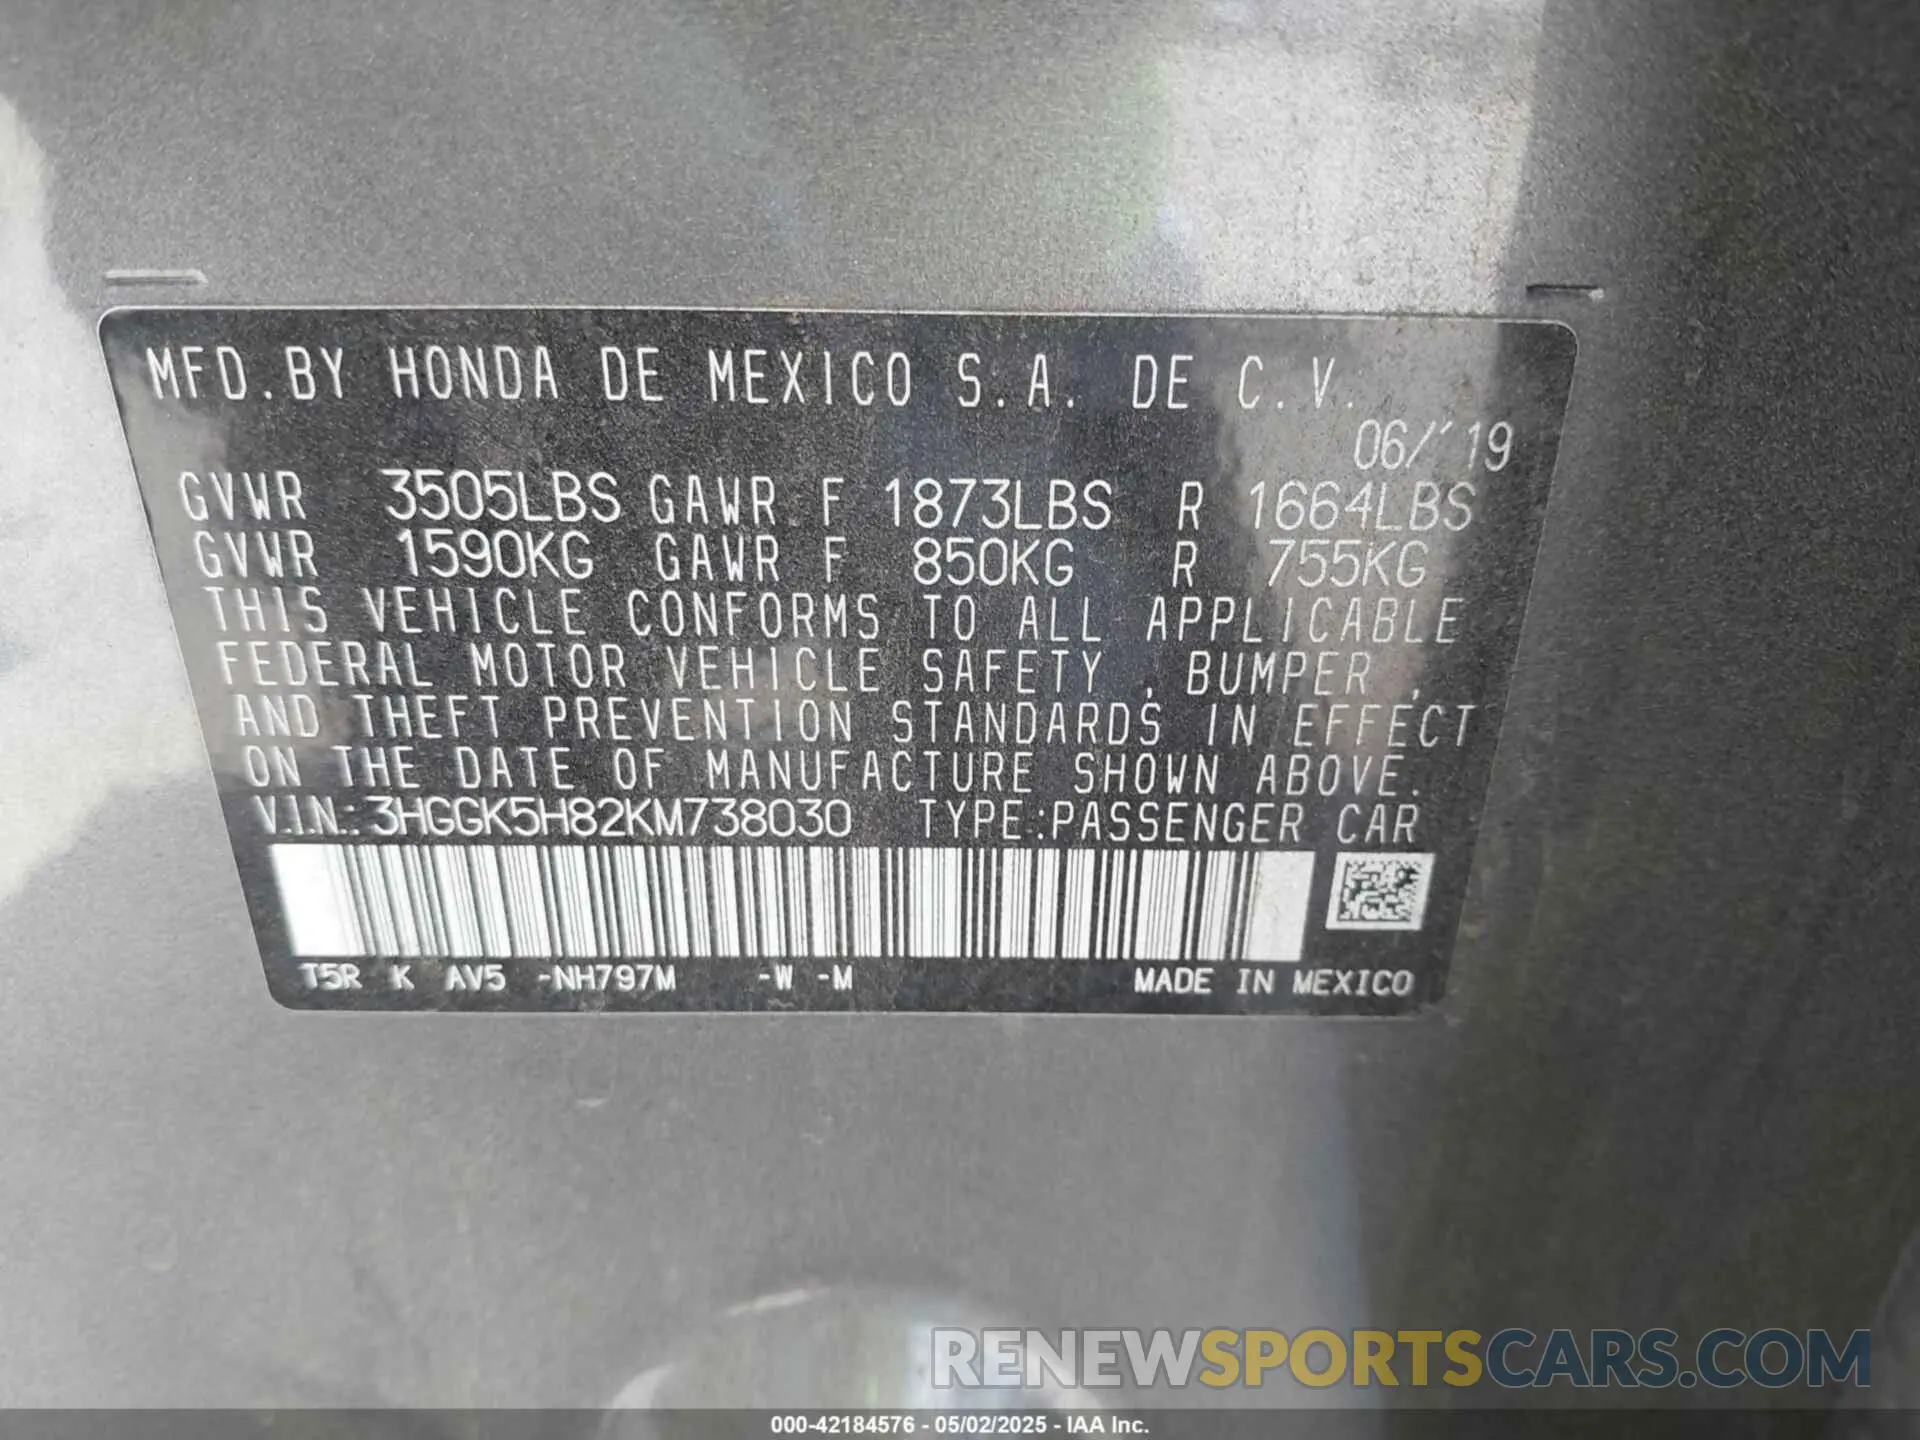 MFD.BY HONDA DE MEXICO S.A. DE C.V.
06/'19
GVWR 3505LBS GAWR F 1873LBS R 1664LBS
GVWR 1590KG GAWR F 850KG R 755KG
THIS VEHICLE CONFORMS TO ALL APPLICABLE
FEDERAL MOTOR VEHICLE SAFETY , BUMPER ,
AND THEFT PREVENTION STANDARDS IN EFFECT
ON THE DATE OF MANUFACTURE SHOWN ABOVE.
V.I.N.: 3HGGK5H82KM738030 TYPE:PASSENGER CAR
T5R K AV5 -NH797M -W -M MADE IN MEXICO
RENEWSPORTSCARS.COM
000-42184576 - 05/02/2025 - IAA Inc.